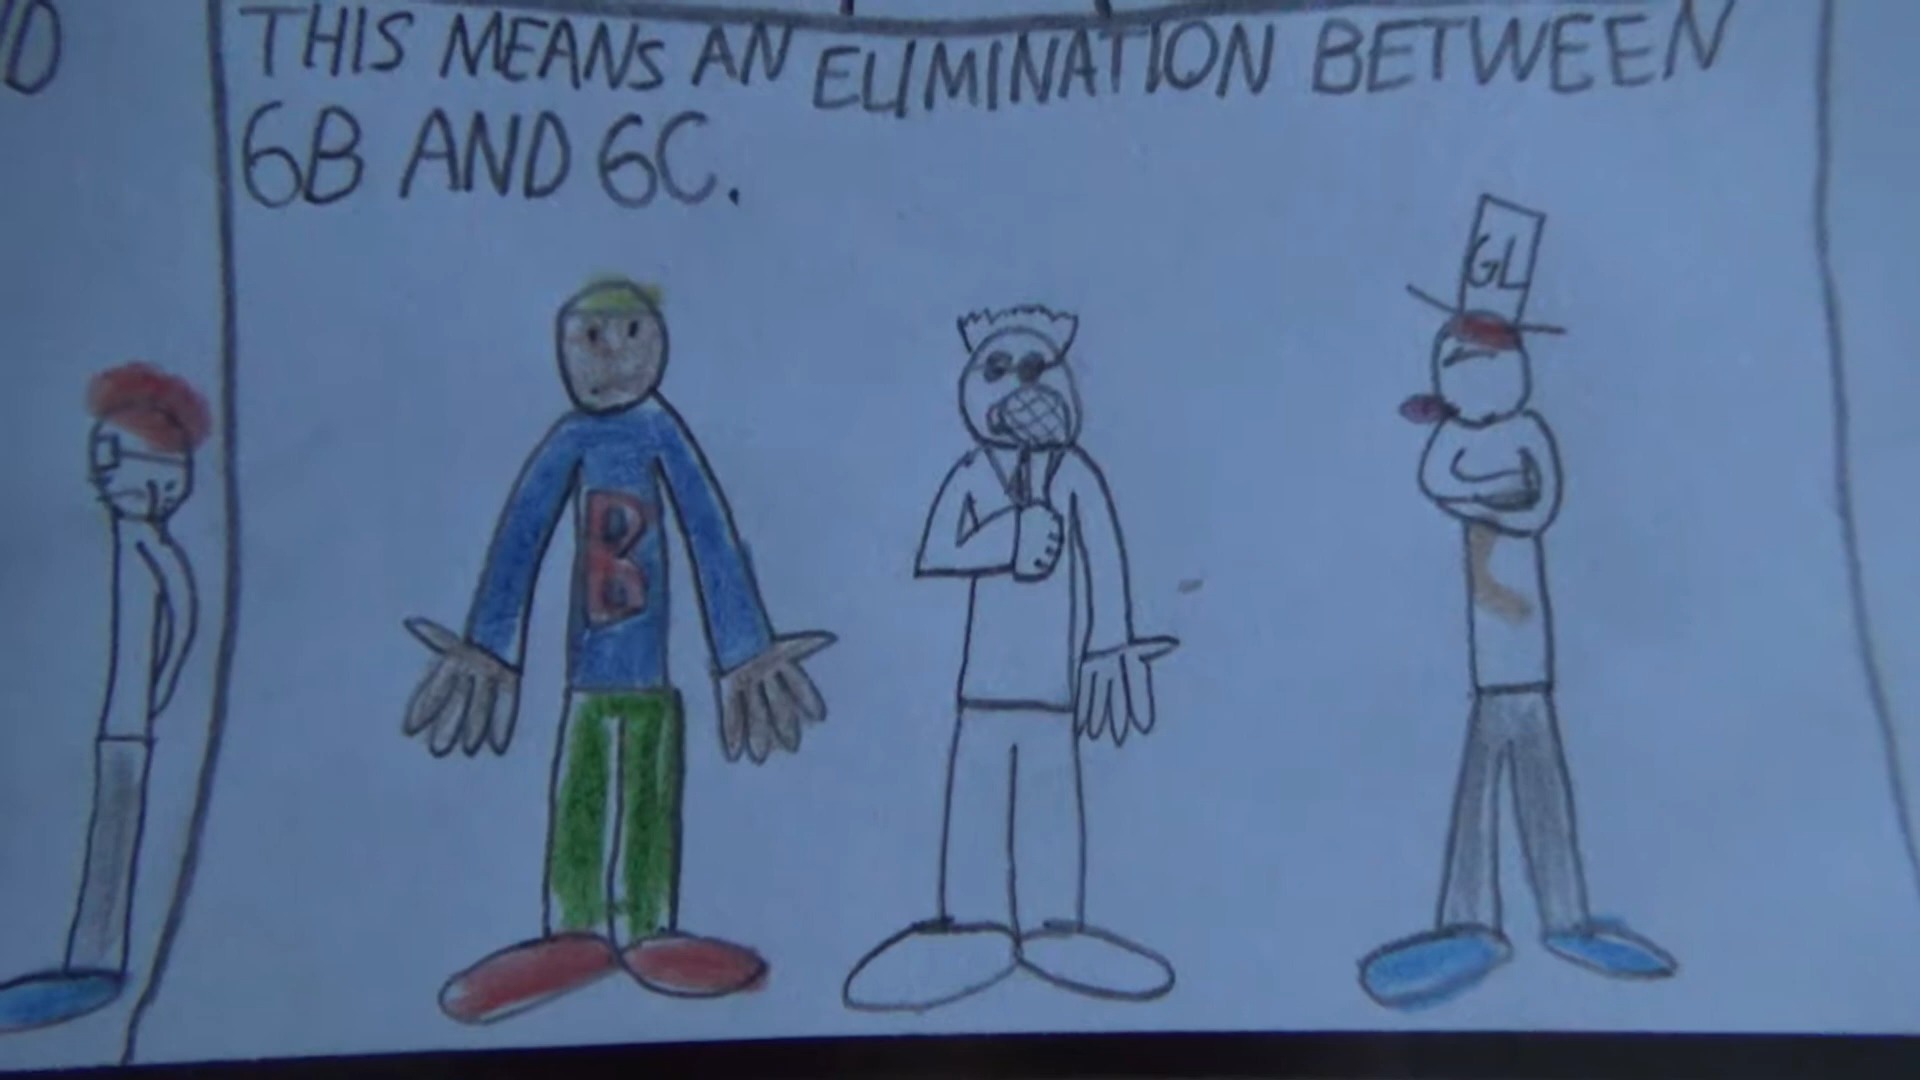 D
THIS MEANS AN ELIMINATION BETWEEN
6B AND 6C.
GL
B